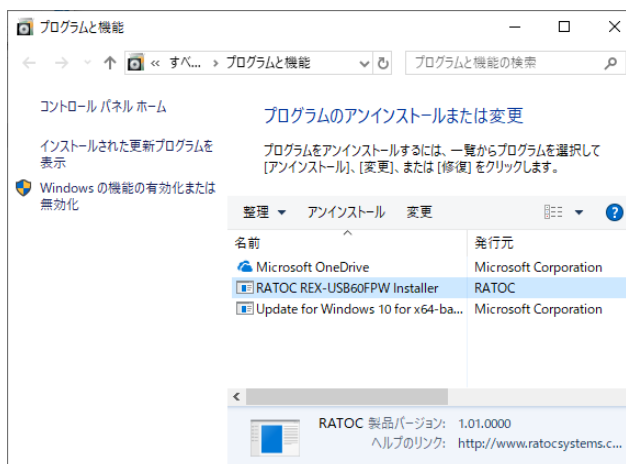 プログラムと機能
« すべ... › プログラムと機能
プログラムと機能の検索
コントロール パネル ホーム
インストールされた更新プログラムを
表示
Windows の機能の有効化または
無効化
プログラムのアンインストールまたは変更
プログラムをアンインストールするには、一覧からプログラムを選択して
[アンインストール]、[変更]、または [修復] をクリックします。
整理 ▼ アンインストール 変更
名前 発行元
Microsoft OneDrive Microsoft Corporation
RATOC REX-USB60FPW Installer RATOC
Update for Windows 10 for x64-ba... Microsoft Corporation
RATOC 製品バージョン: 1.01.0000
ヘルプのリンク: http://www.ratocsystems.c...